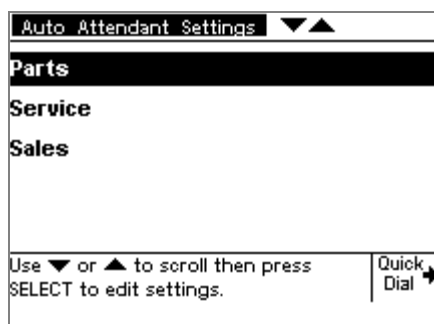 Auto Attendant Settings ▼▲
Parts
Service
Sales
Use ▼ or ▲ to scroll then press
SELECT to edit settings.
Quick
Dial